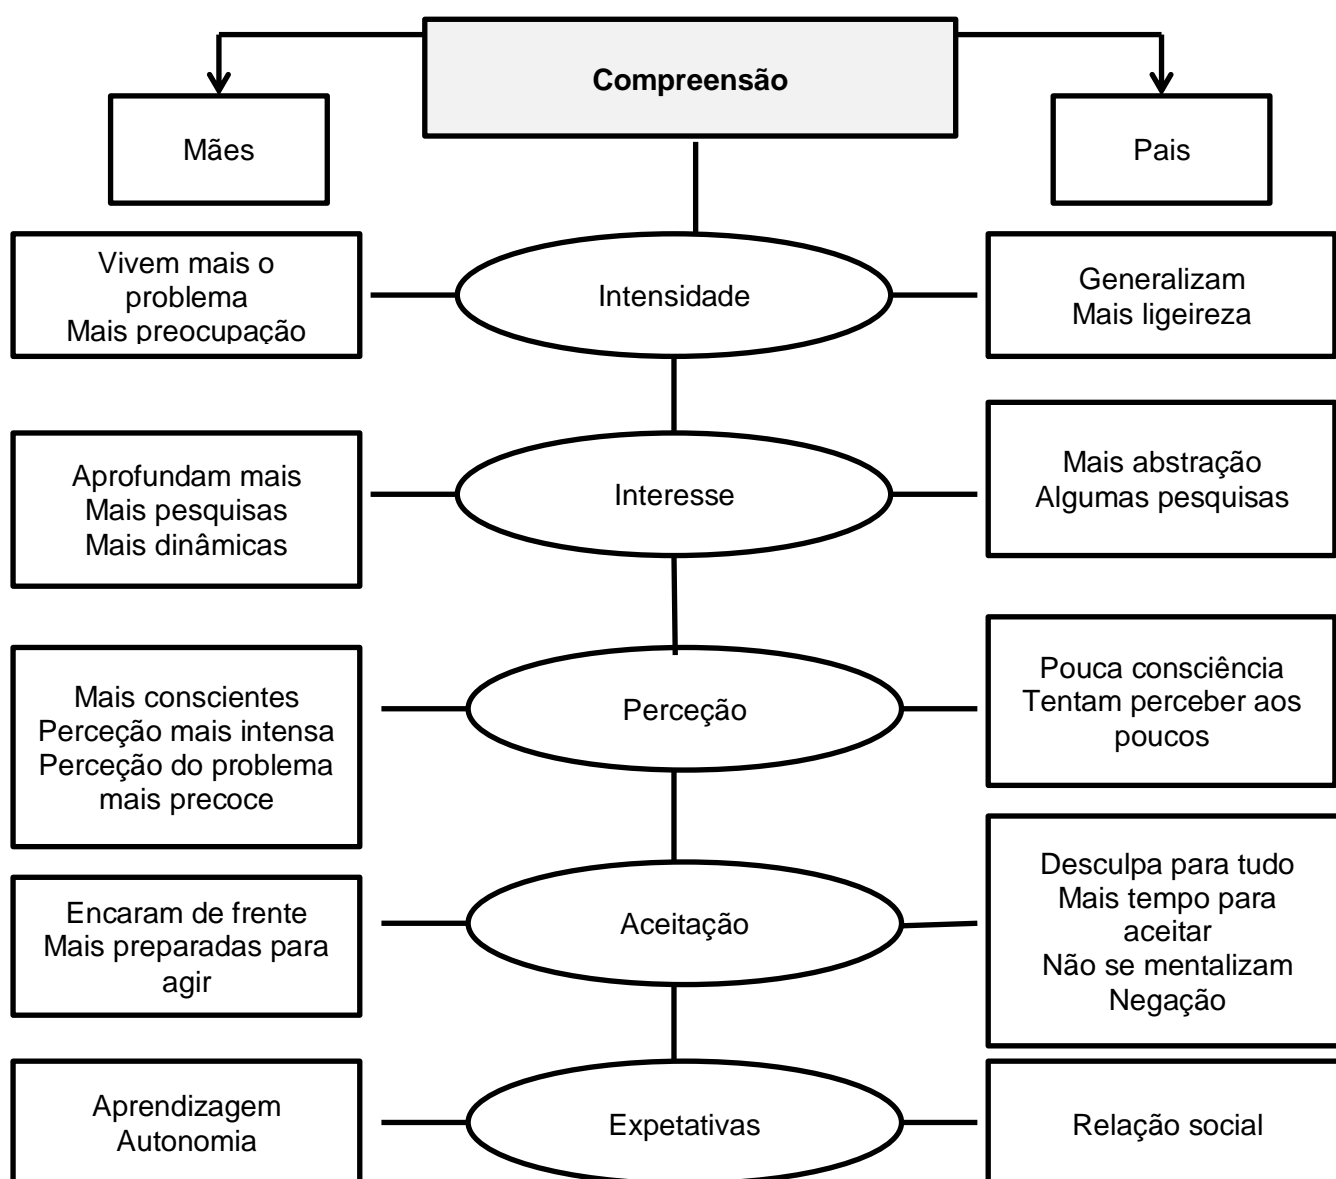 Compreensão
Mães
Pais
Vivem mais o
problema
Mais preocupação
Intensidade
Generalizam
Mais ligeireza
Aprofundam mais
Mais pesquisas
Mais dinâmicas
Interesse
Mais abstração
Algumas pesquisas
Mais conscientes
Perceção mais intensa
Perceção do problema
mais precoce
Perceção
Pouca consciência
Tentam perceber aos
poucos
Encaram de frente
Mais preparadas para
agir
Aceitação
Desculpa para tudo
Mais tempo para
aceitar
Não se mentalizam
Negação
Aprendizagem
Autonomia
Expetativas
Relação social